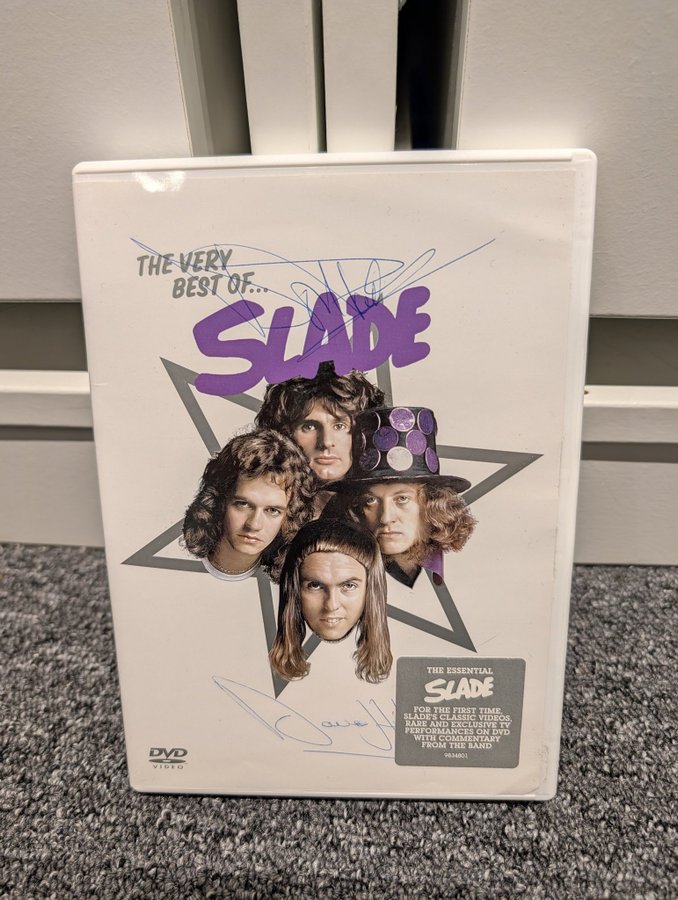 THE VERY
BEST OF...
SLADE
THE ESSENTIAL
SLADE
FOR THE FIRST TIME,
SLADE'S CLASSIC VIDEOS,
RARE AND EXCLUSIVE TV
PERFORMANCES ON DVD
WITH COMMENTARY
FROM THE BAND
9834801
DVD
VIDEO